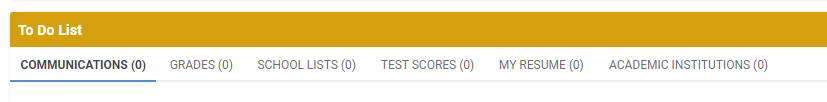 To Do List
COMMUNICATIONS (0) GRADES (0) SCHOOL LISTS (0) TEST SCORES (0) MY RESUME (0) ACADEMIC INSTITUTIONS (0)